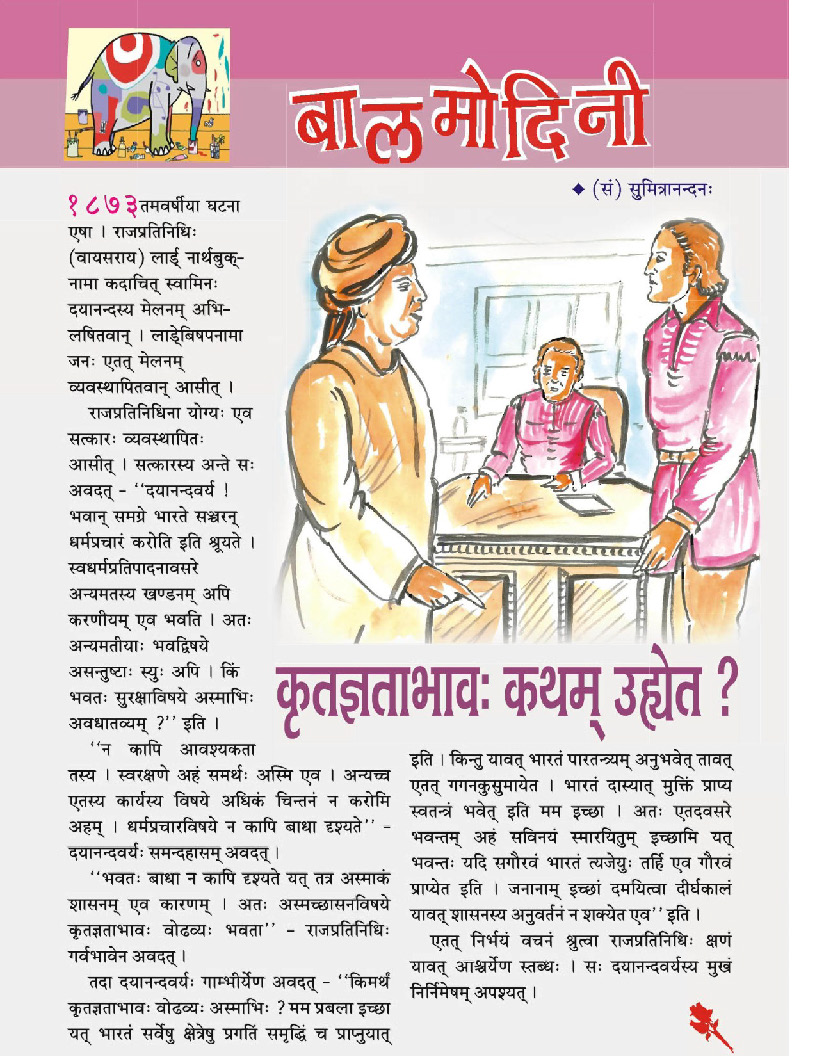 बालमोदिनी
◆ (सं) सुमित्रानन्दनः
१८७३तमवर्षीया घटना
एषा । राजप्रतिनिधिः
(वायसराय) लार्ड् नार्थबुक्-
नामा कदाचित् स्वामिनः
दयानन्दस्य मेलनम् अभि-
लषितवान् । लार्ड्बिषपनामा
जनः एतत् मेलनम्
व्यवस्थापितवान् आसीत् ।
राजप्रतिनिधिना योग्यः एव
सत्कारः व्यवस्थापितः
आसीत् । सत्कारस्य अन्ते सः
अवदत् - ‘‘दयानन्दवर्य !
भवान् समग्रे भारते सञ्चरन्
धर्मप्रचारं करोति इति श्रूयते ।
स्वधर्मप्रतिपादनावसरे
अन्यमतस्य खण्डनम् अपि
करणीयम् एव भवति । अतः
अन्यमतीयाः भवद्विषये
असन्तुष्टाः स्युः अपि । किं
भवतः सुरक्षाविषये अस्माभिः
अवधातव्यम् ?’’ इति ।
कृतज्ञताभावः कथम् उह्येत ?
‘‘न कापि आवश्यकता
तस्य । स्वरक्षणे अहं समर्थः अस्मि एव । अन्यच्च
एतस्य कार्यस्य विषये अधिकं चिन्तनं न करोमि
अहम् । धर्मप्रचारविषये न कापि बाधा दृश्यते’’ -
दयानन्दवर्यः समन्दहासम् अवदत् ।
‘‘भवतः बाधा न कापि दृश्यते यत् तत्र अस्माकं
शासनम् एव कारणम् । अतः अस्मच्छासनविषये
कृतज्ञताभावः वोढव्यः भवता’’ - राजप्रतिनिधिः
गर्वभावेन अवदत् ।
तदा दयानन्दवर्यः गाम्भीर्येण अवदत् - ‘‘किमर्थं
कृतज्ञताभावः वोढव्यः अस्माभिः ? मम प्रबला इच्छा
यत् भारतं सर्वेषु क्षेत्रेषु प्रगतिं समृद्धिं च प्राप्नुयात्
इति । किन्तु यावत् भारतं पारतन्त्र्यम् अनुभवेत् तावत्
एतत् गगनकुसुमायेत । भारतं दास्यात् मुक्तिं प्राप्य
स्वतन्त्रं भवेत् इति मम इच्छा । अतः एतदवसरे
भवन्तम् अहं सविनयं स्मारयितुम् इच्छामि यत्
भवन्तः यदि सगौरवं भारतं त्यजेयुः तर्हि एव गौरवं
प्राप्येत इति । जनानाम् इच्छां दमयित्वा दीर्घकालं
यावत् शासनस्य अनुवर्तनं न शक्येत एव’’ इति ।
एतत् निर्भयं वचनं श्रुत्वा राजप्रतिनिधिः क्षणं
यावत् आश्चर्येण स्तब्धः । सः दयानन्दवर्यस्य मुखं
निर्निमेषम् अपश्यत् ।